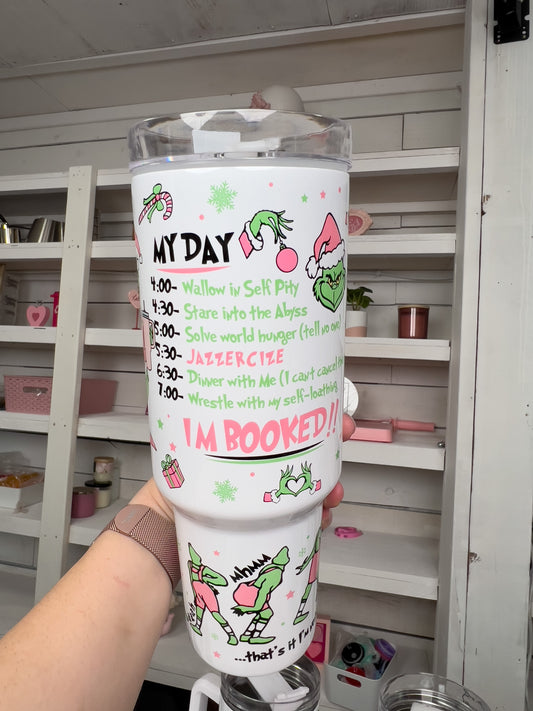 MY DAY
4:00- Wallow in Self Pity
4:30- Stare into the Abyss
5:00- Solve world hunger (tell no one)
5:30- JAZZERCIZE
6:30- Dinner with Me (I can't cancel th
7:00- Wrestle with my self-loathing
I'M BOOKED!!
MhMM
...that's it I'm